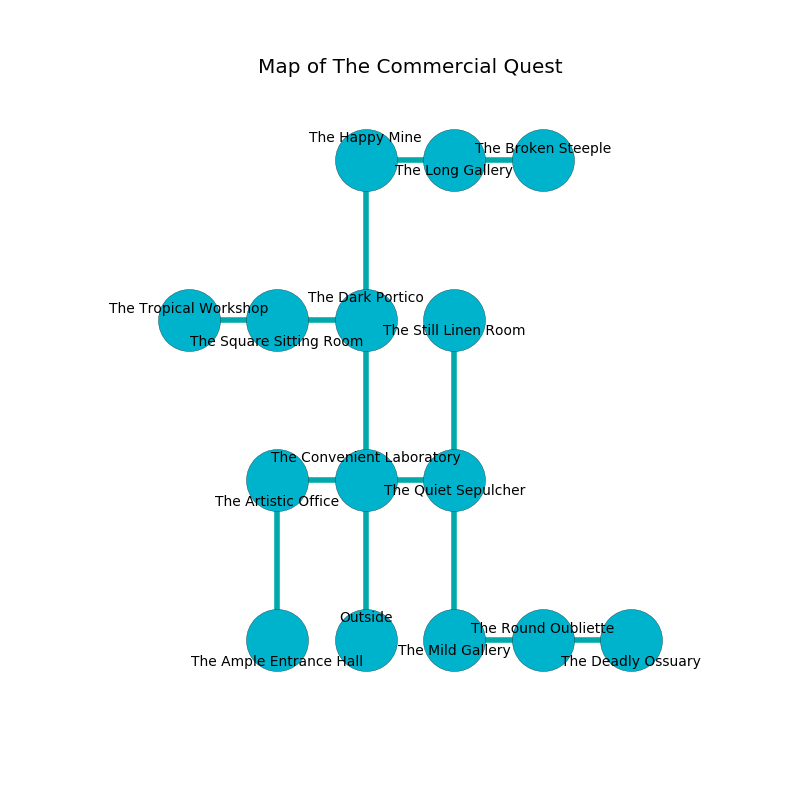 Map of The Commercial Quest
The Happy Mine
The Broken Steeple
The Long Gallery
The Dark Portico
The Tropical Workshop
The Still Linen Room
The Square Sitting Room
The Convenient Laboratory
The Quiet Sepulcher
The Artistic Office
Outside
The Round Oubliette
The Mild Gallery
The Ample Entrance Hall
The Deadly Ossuary